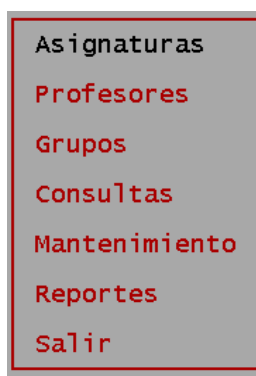 Asignaturas
Profesores
Grupos
Consultas
Mantenimiento
Reportes
Salir